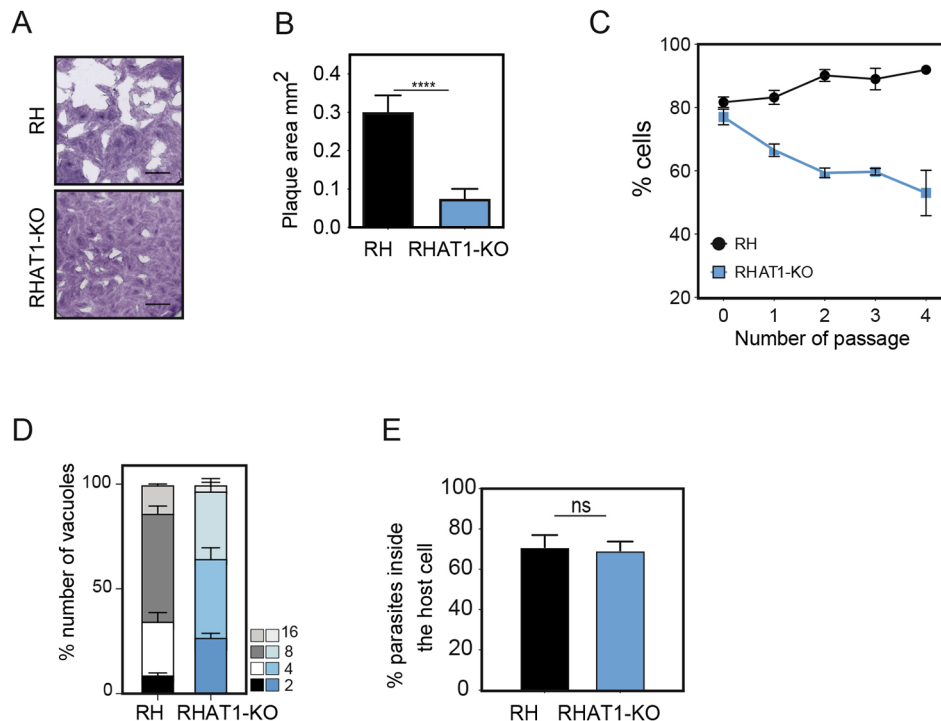 A
RH
RHAT1-KO
B
Plaque area mm2
0.4
0.3
0.2
0.1
0.0
****
RH RHAT1-KO
C
% cells
100
80
60
40
20
RH
RHAT1-KO
0 1 2 3 4
Number of passage
D
% number of vacuoles
100
50
0
16
8
4
2
RH RHAT1-KO
E
% parasites inside
the host cell
100
80
60
40
20
0
ns
RH RHAT1-KO